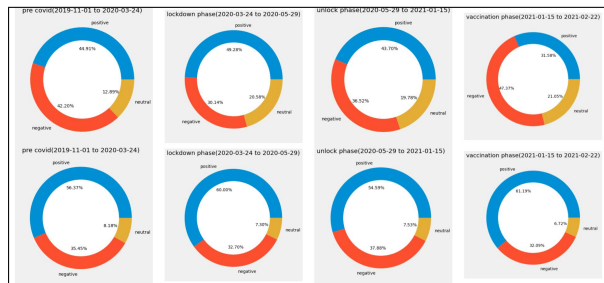 pre covid(2019-11-01 to 2020-03-24)
positive
44.91%
12.89%
neutral
42.20%
negative
lockdown phase(2020-03-24 to 2020-05-29)
positive
49.28%
20.58%
neutral
30.14%
negative
unlock phase(2020-05-29 to 2021-01-15)
positive
43.70%
19.78%
neutral
36.52%
negative
vaccination phase(2021-01-15 to 2021-02-22)
positive
31.58%
47.37%
21.05%
negative
neutral
pre covid(2019-11-01 to 2020-03-24)
positive
56.37%
8.18%
neutral
35.45%
negative
lockdown phase(2020-03-24 to 2020-05-29)
positive
60.00%
7.30%
neutral
32.70%
negative
unlock phase(2020-05-29 to 2021-01-15)
positive
54.59%
7.53%
neutral
37.88%
negative
vaccination phase(2021-01-15 to 2021-02-22)
positive
61.19%
6.72%
neutral
32.09%
negative